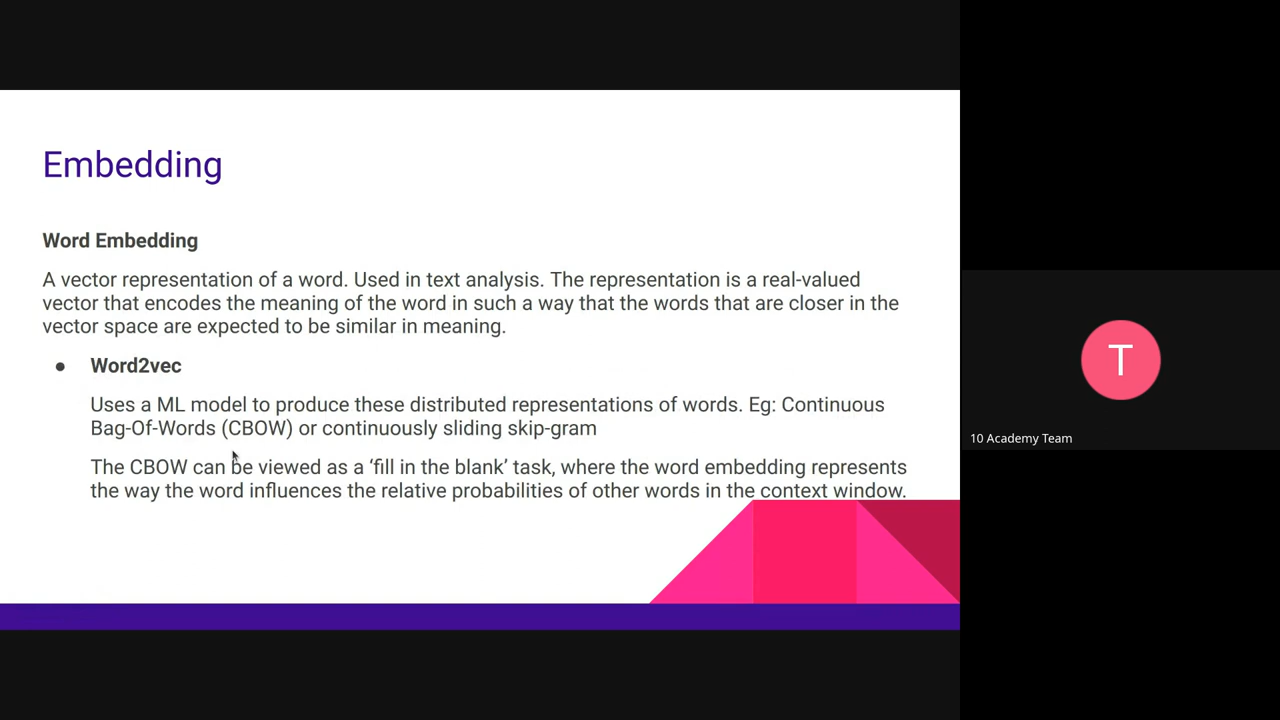 Embedding
Word Embedding
A vector representation of a word. Used in text analysis. The representation is a real-valued
vector that encodes the meaning of the word in such a way that the words that are closer in the
vector space are expected to be similar in meaning.
● Word2vec
Uses a ML model to produce these distributed representations of words. Eg: Continuous
Bag-Of-Words (CBOW) or continuously sliding skip-gram
The CBOW can be viewed as a ‘fill in the blank’ task, where the word embedding represents
the way the word influences the relative probabilities of other words in the context window.
T
10 Academy Team